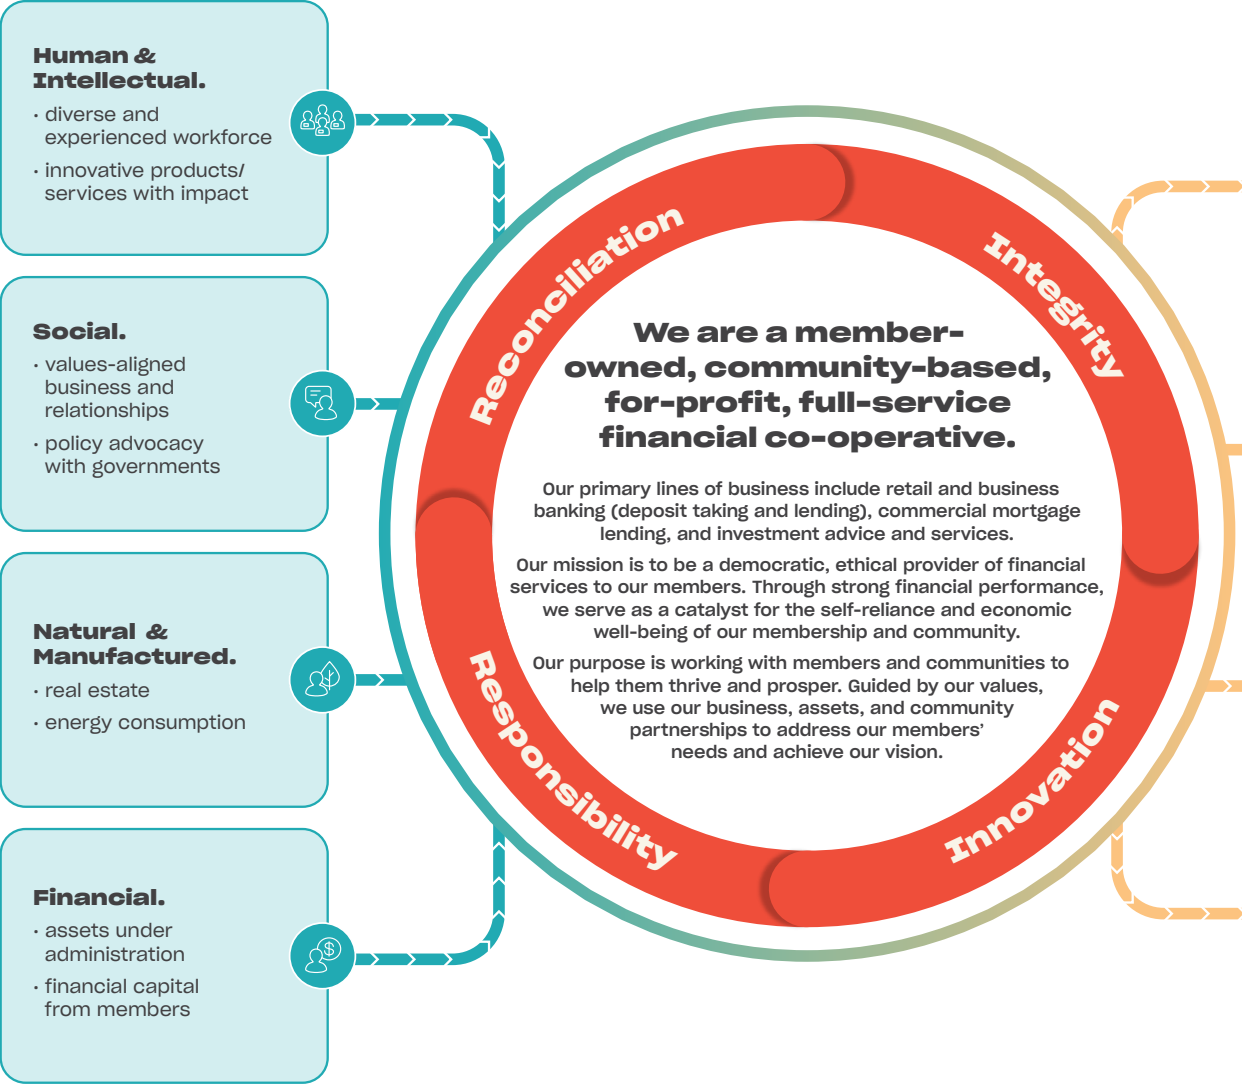 Human &
Intellectual.
· diverse and
experienced workforce
· innovative products/
services with impact
Social.
· values-aligned
business and
relationships
· policy advocacy
with governments
Natural &
Manufactured.
· real estate
· energy consumption
Financial.
· assets under
administration
· financial capital
from members
$
Reconciliation
Integrity
Responsibility
Innovation
We are a member-
owned, community-based,
for-profit, full-service
financial co-operative.
Our primary lines of business include retail and business
banking (deposit taking and lending), commercial mortgage
lending, and investment advice and services.
Our mission is to be a democratic, ethical provider of financial
services to our members. Through strong financial performance,
we serve as a catalyst for the self-reliance and economic
well-being of our membership and community.
Our purpose is working with members and communities to
help them thrive and prosper. Guided by our values,
we use our business, assets, and community
partnerships to address our members’
needs and achieve our vision.